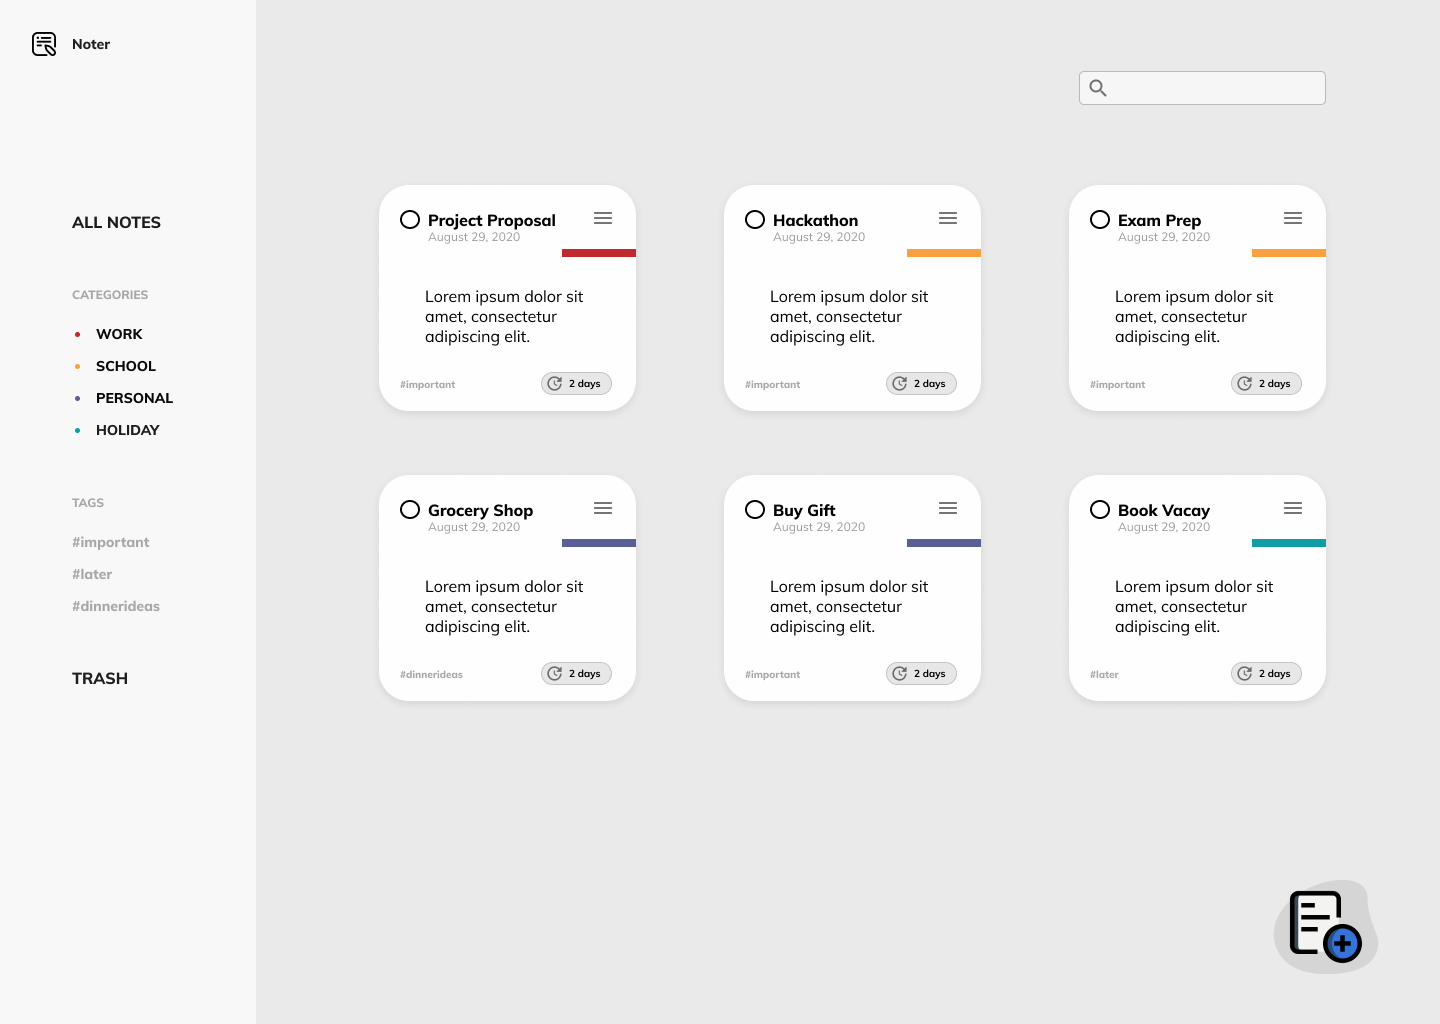 Noter
ALL NOTES
CATEGORIES
WORK
SCHOOL
PERSONAL
HOLIDAY
TAGS
#important
#later
#dinnerideas
TRASH
Project Proposal
August 29, 2020
Lorem ipsum dolor sit
amet, consectetur
adipiscing elit.
#important
2 days
Hackathon
August 29, 2020
Lorem ipsum dolor sit
amet, consectetur
adipiscing elit.
#important
2 days
Exam Prep
August 29, 2020
Lorem ipsum dolor sit
amet, consectetur
adipiscing elit.
#important
2 days
Grocery Shop
August 29, 2020
Lorem ipsum dolor sit
amet, consectetur
adipiscing elit.
#dinnerideas
2 days
Buy Gift
August 29, 2020
Lorem ipsum dolor sit
amet, consectetur
adipiscing elit.
#important
2 days
Book Vacay
August 29, 2020
Lorem ipsum dolor sit
amet, consectetur
adipiscing elit.
#later
2 days